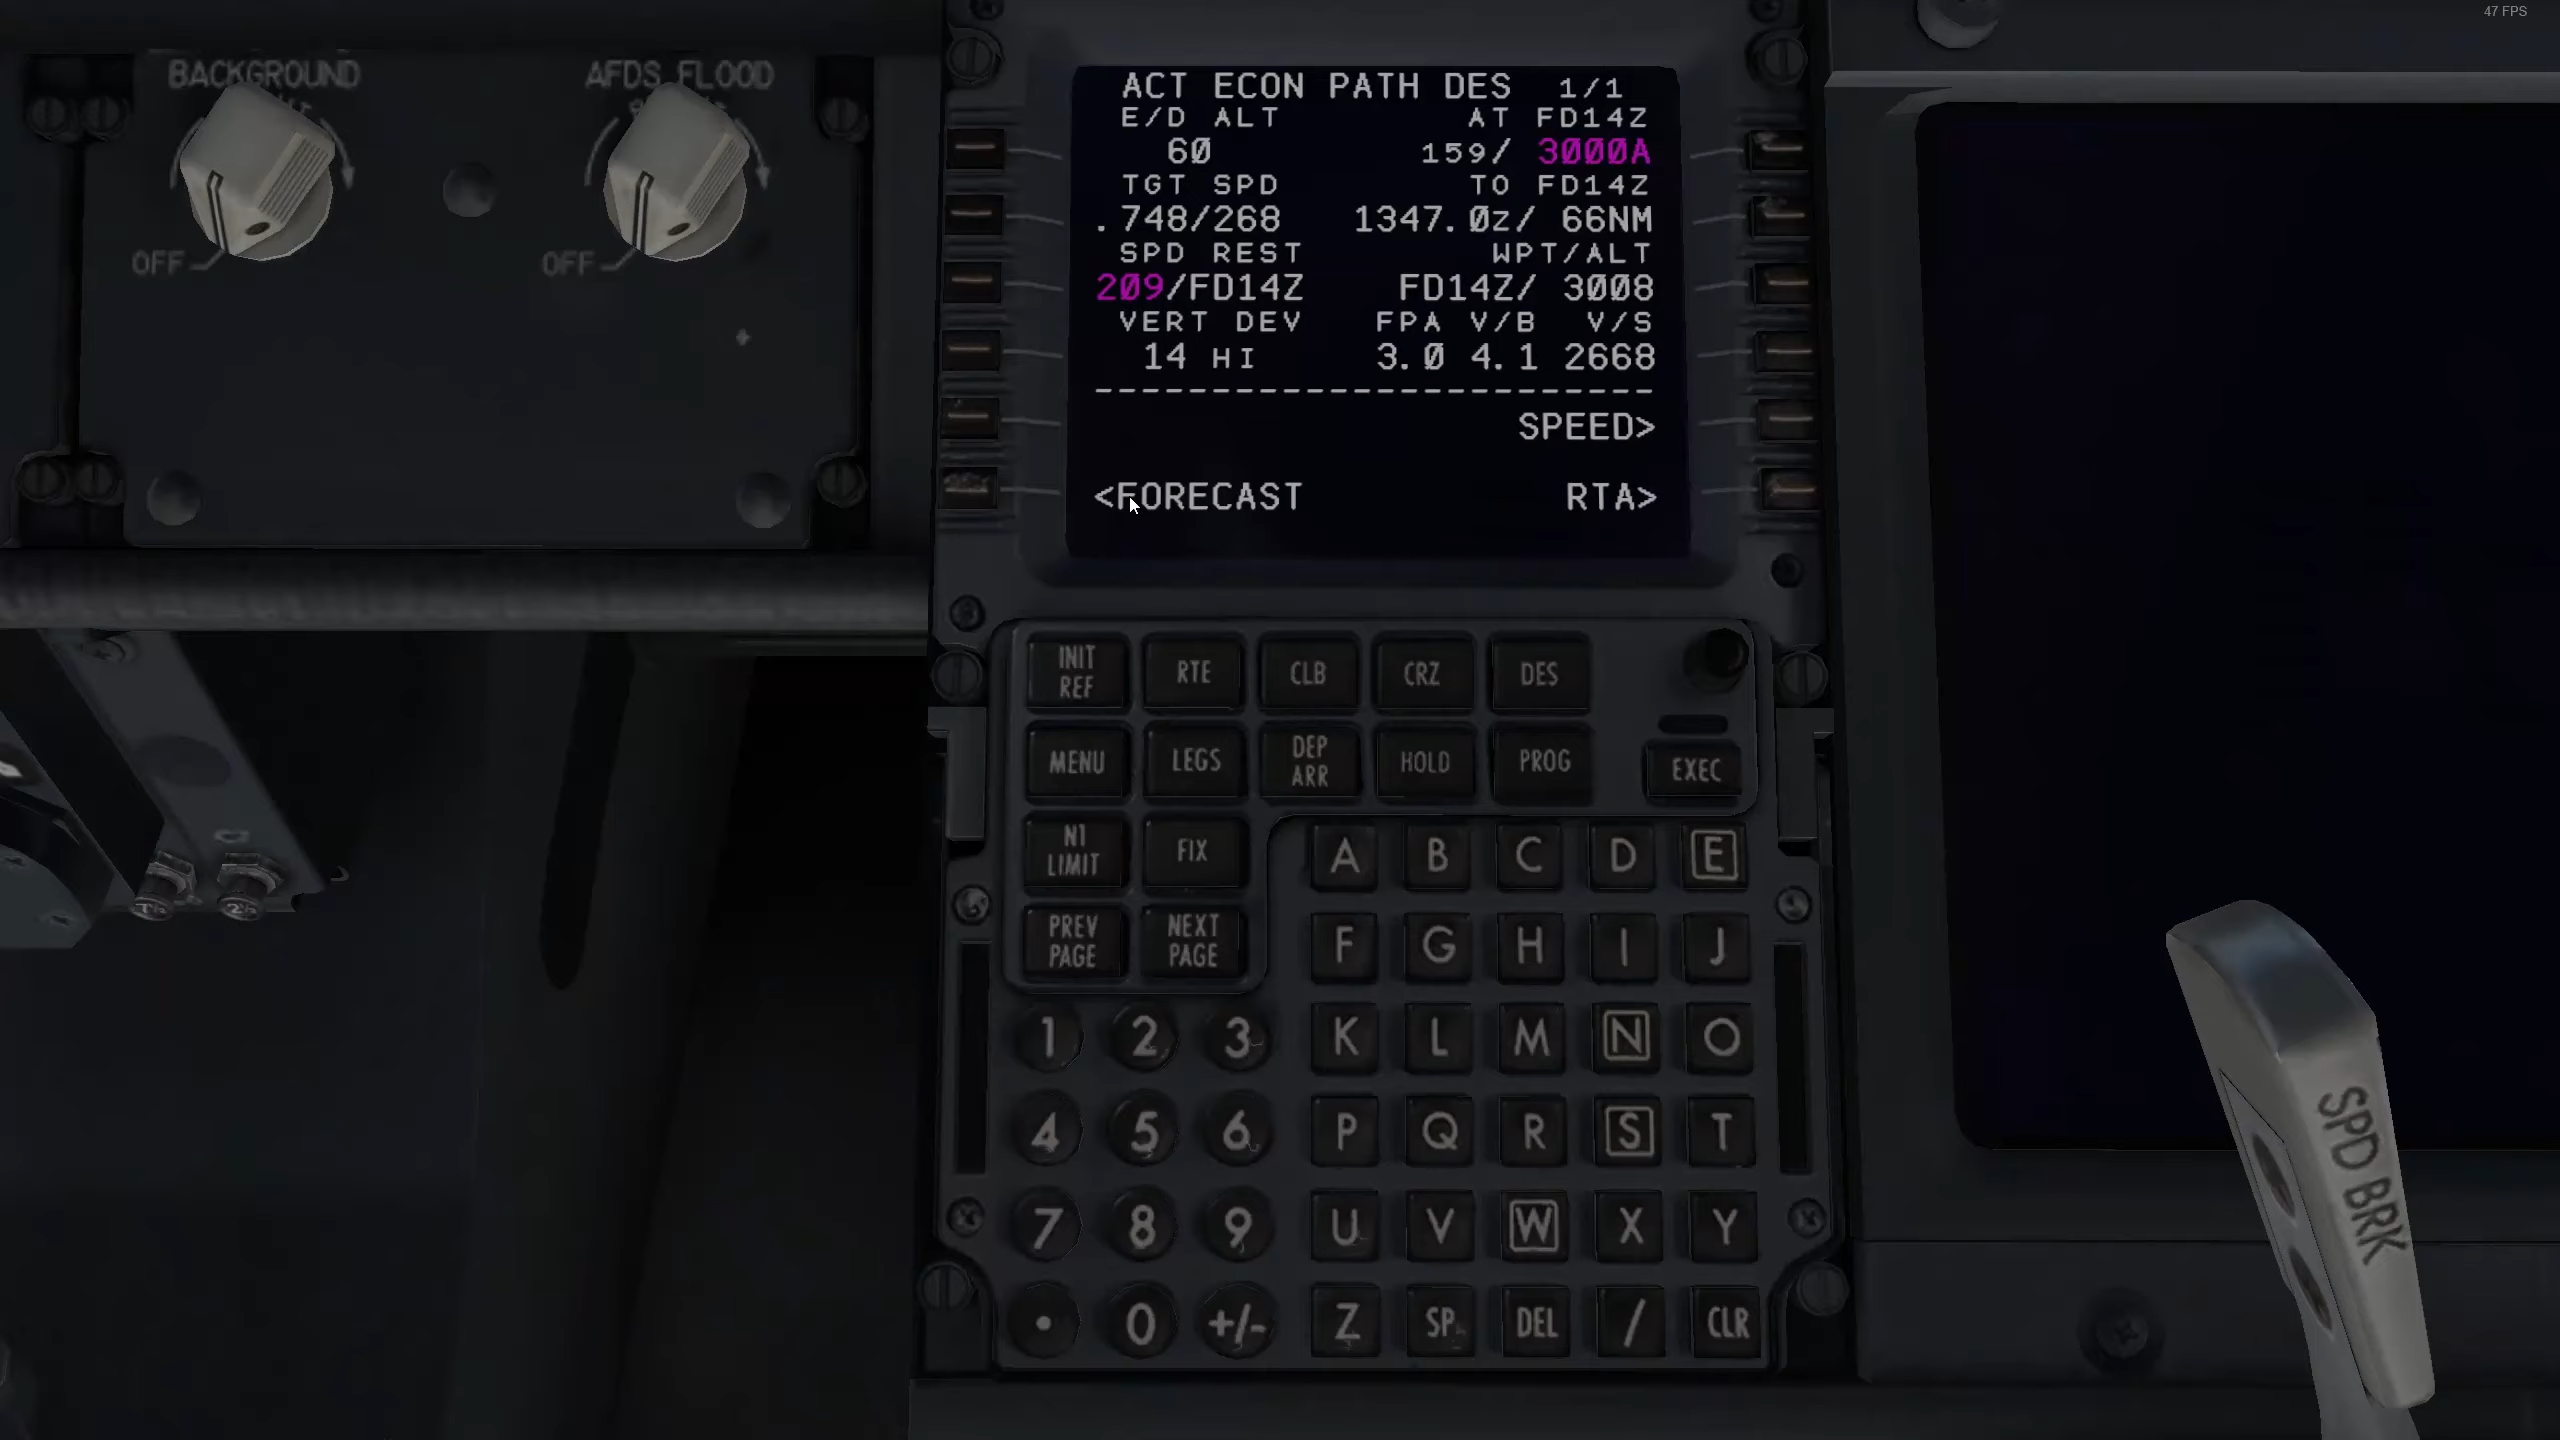 47 FPS
BACKGROUND
OFF
AFDS FLOOD
OFF
ACT ECON PATH DES 1/1
E/D ALT AT FD14Z
60 159/ 3000A
TGT SPD TO FD14Z
.748/268 1347.0z/ 66NM
SPD REST WPT/ALT
209/FD14Z FD14Z/ 3008
VERT DEV FPA V/B V/S
14 HI 3.0 4.1 2668
------------------------
SPEED>
<FORECAST RTA>
INIT REF RTE CLB CRZ DES
MENU LEGS DEP ARR HOLD PROG EXEC
N1 LIMIT FIX
PREV PAGE NEXT PAGE
A B C D E
F G H I J
1 2 3 K L M N O
4 5 6 P Q R S T
7 8 9 U V W X Y
. 0 +/- Z SP DEL / CLR
SPD BRK